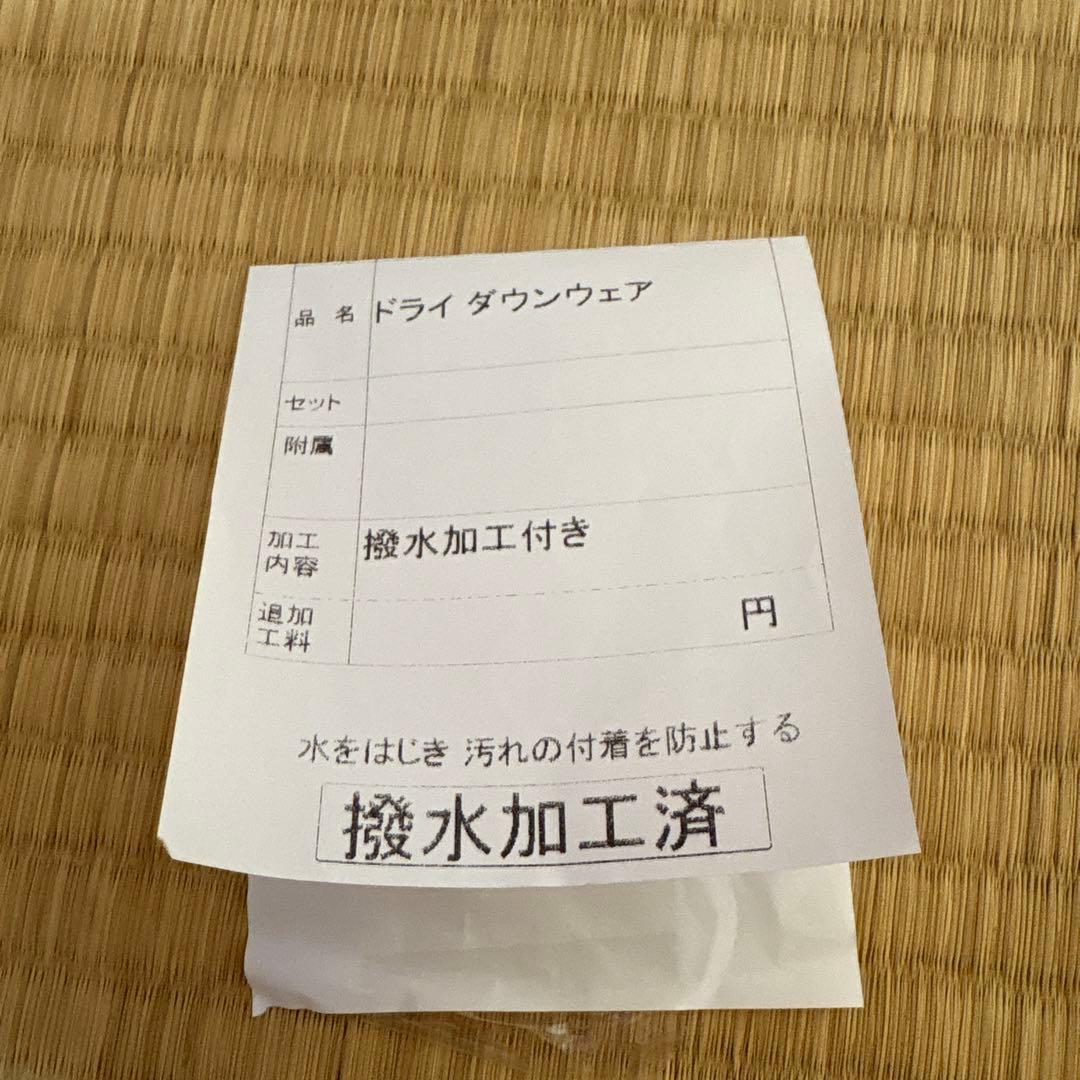 品名 ドライ ダウンウェア
セット
附属
加工
内容 撥水加工付き
追加
工料 円
水をはじき 汚れの付着を防止する
撥水加工済